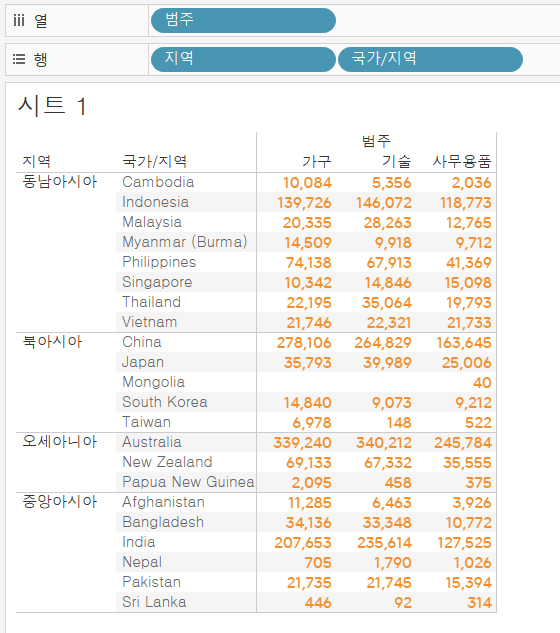 열 범주
행 지역 국가/지역
시트 1
범주
지역 국가/지역 가구 기술 사무용품
동남아시아 Cambodia 10,084 5,356 2,036
Indonesia 139,726 146,072 118,773
Malaysia 20,335 28,263 12,765
Myanmar (Burma) 14,509 9,918 9,712
Philippines 74,138 67,913 41,369
Singapore 10,342 14,846 15,098
Thailand 22,195 35,064 19,793
Vietnam 21,746 22,321 21,733
북아시아 China 278,106 264,829 163,645
Japan 35,793 39,989 25,006
Mongolia 40
South Korea 14,840 9,073 9,212
Taiwan 6,978 148 522
오세아니아 Australia 339,240 340,212 245,784
New Zealand 69,133 67,332 35,555
Papua New Guinea 2,095 458 375
중앙아시아 Afghanistan 11,285 6,463 3,926
Bangladesh 34,136 33,348 10,772
India 207,653 235,614 127,525
Nepal 705 1,790 1,026
Pakistan 21,735 21,745 15,394
Sri Lanka 446 92 314